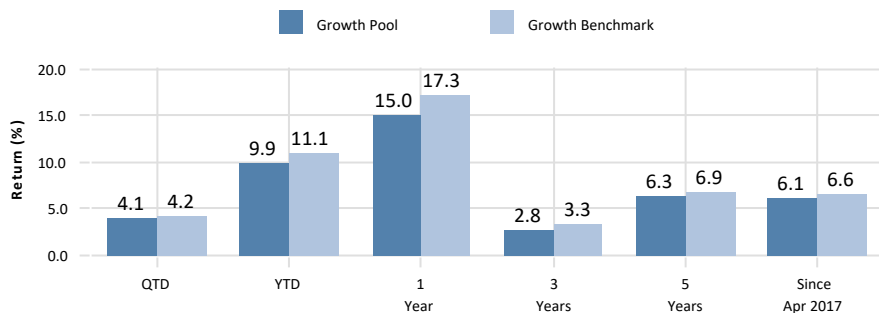 Growth Pool Growth Benchmark
Return (%)
20.0
15.0
10.0
5.0
0.0
4.1 4.2
9.9 11.1
15.0 17.3
2.8 3.3
6.3 6.9
6.1 6.6
QTD
YTD
1
Year
3
Years
5
Years
Since
Apr 2017